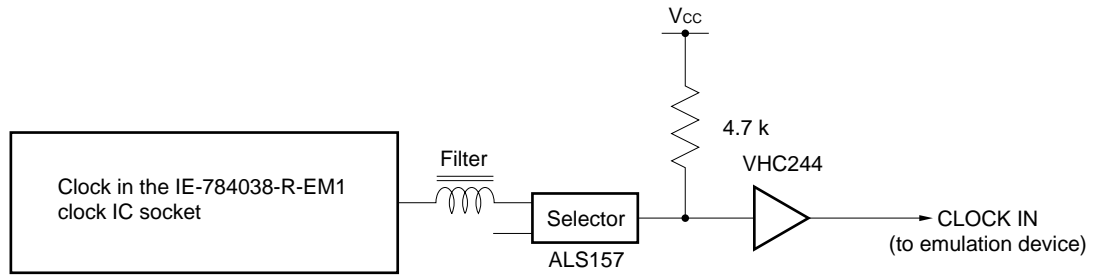 Vcc
4.7 k
VHC244
Filter
Clock in the IE-784038-R-EM1
clock IC socket
Selector
CLOCK IN
(to emulation device)
ALS157